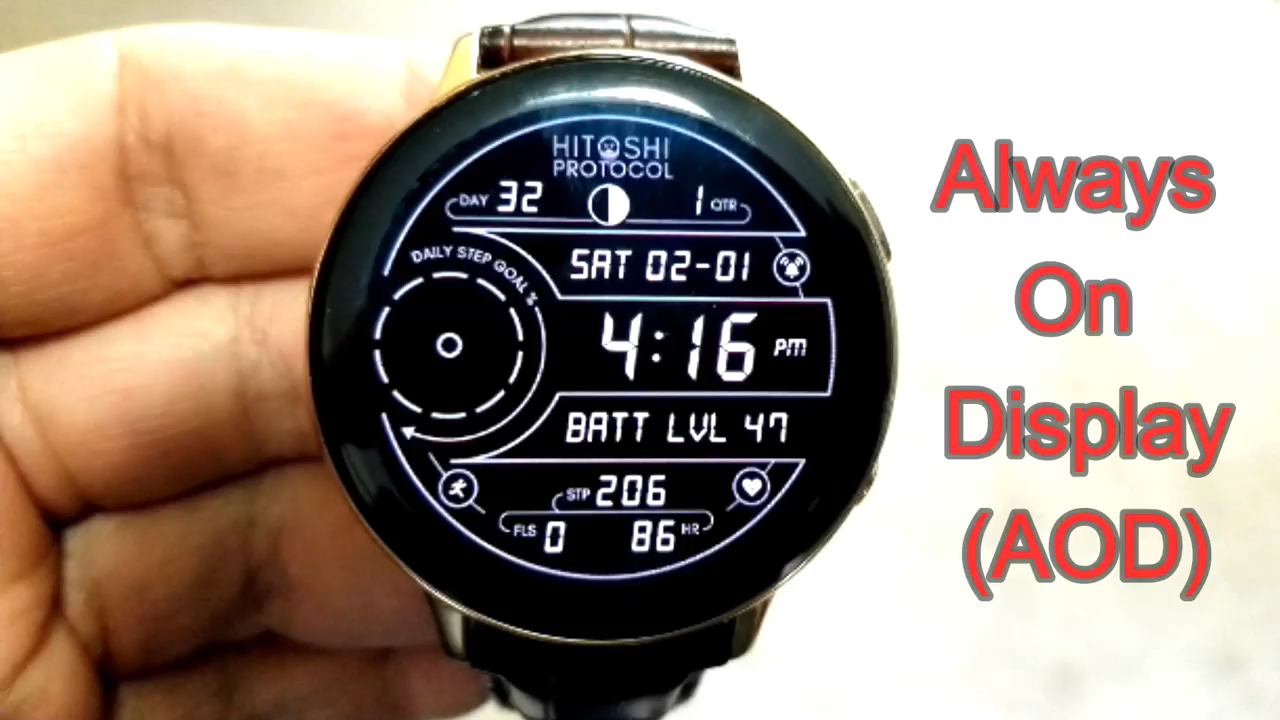 HITOSHI
PROTOCOL
DAY 32
1 QTR
DAILY STEP GOAL %
SAT 02-01
4:16 PM
BATT LVL 47
STP 206
FLS 0
86 HR
Always
On
Display
(AOD)